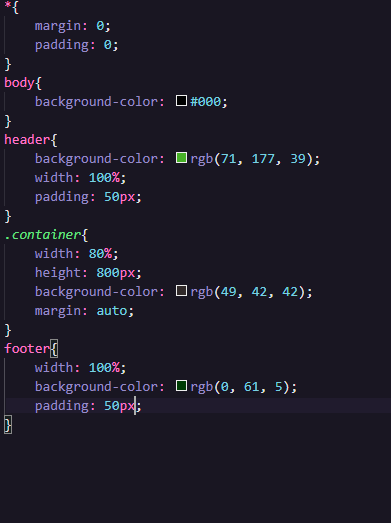 *{
    margin: 0;
    padding: 0;
}
body{
    background-color: #000;
}
header{
    background-color: rgb(71, 177, 39);
    width: 100%;
    padding: 50px;
}
.container{
    width: 80%;
    height: 800px;
    background-color: rgb(49, 42, 42);
    margin: auto;
}
footer{
    width: 100%;
    background-color: rgb(0, 61, 5);
    padding: 50px;
}